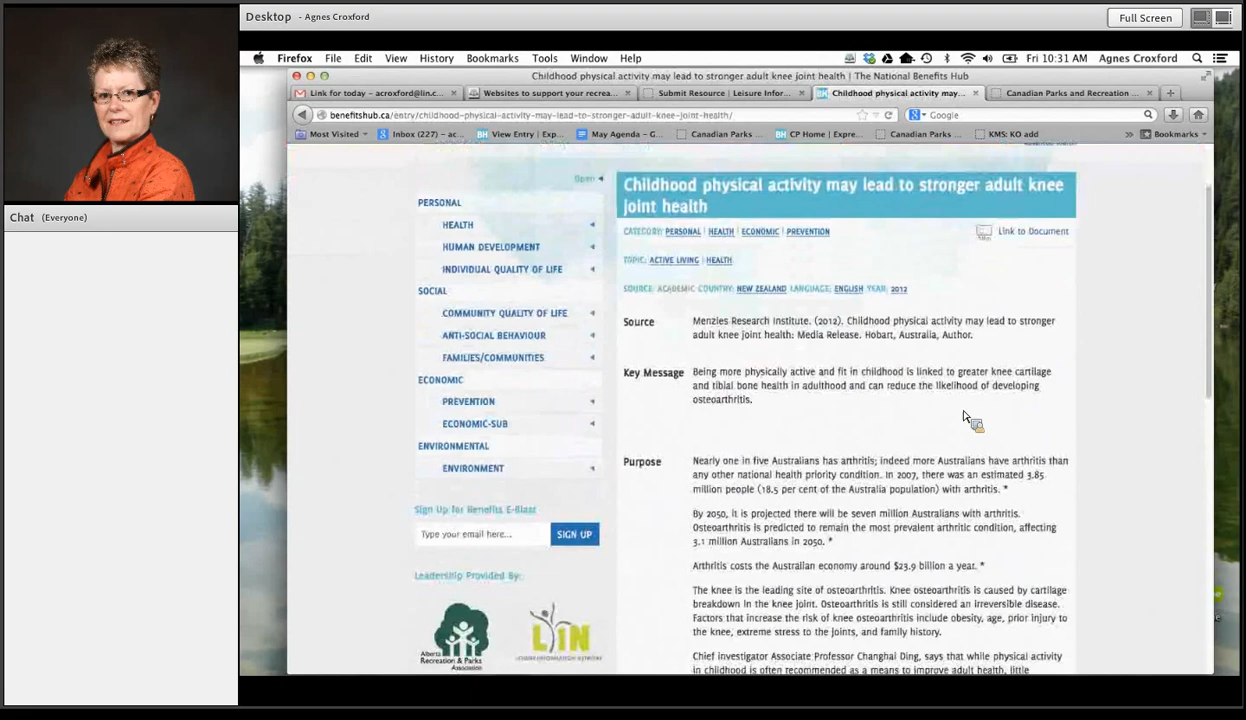 Desktop - Agnes Croxford
Full Screen
Firefox File Edit View History Bookmarks Tools Window Help
Fri 10:31 AM Agnes Croxford
Childhood physical activity may lead to stronger adult knee joint health | The National Benefits Hub
Link for today – acroxford@lin.c...
Websites to support your recrea...
Submit Resource | Leisure Infor...
Childhood physical activity may...
Canadian Parks and Recreation ...
benefitshub.ca/entry/childhood-physical-activity-may-lead-to-stronger-adult-knee-joint-health/
Google
Most Visited
Inbox (227) – ac...
BH View Entry | Exp...
May Agenda – G...
Canadian Parks ...
BH CP Home | Expre...
Canadian Parks ...
KMS: KO add
Bookmarks
Chat (Everyone)
Open
PERSONAL
HEALTH
HUMAN DEVELOPMENT
INDIVIDUAL QUALITY OF LIFE
SOCIAL
COMMUNITY QUALITY OF LIFE
ANTI-SOCIAL BEHAVIOUR
FAMILIES/COMMUNITIES
ECONOMIC
PREVENTION
ECONOMIC-SUB
ENVIRONMENTAL
ENVIRONMENT
Sign Up for Benefits E-Blast
Type your email here...
SIGN UP
Leadership Provided By:
Alberta
Recreation & Parks
Association
LIN
Childhood physical activity may lead to stronger adult knee
joint health
CATEGORY: PERSONAL | HEALTH | ECONOMIC | PREVENTION
Link to Document
TOPIC: ACTIVE LIVING | HEALTH
SOURCE: ACADEMIC COUNTRY: NEW ZEALAND LANGUAGE: ENGLISH YEAR: 2012
Source
Menzies Research Institute. (2012). Childhood physical activity may lead to stronger
adult knee joint health: Media Release. Hobart, Australia, Author.
Key Message
Being more physically active and fit in childhood is linked to greater knee cartilage
and tibial bone health in adulthood and can reduce the likelihood of developing
osteoarthritis.
Purpose
Nearly one in five Australians has arthritis; indeed more Australians have arthritis than
any other national health priority condition. In 2007, there was an estimated 3.85
million people (18.5 per cent of the Australia population) with arthritis. *
By 2050, it is projected there will be seven million Australians with arthritis.
Osteoarthritis is predicted to remain the most prevalent arthritic condition, affecting
3.1 million Australians in 2050. *
Arthritis costs the Australian economy around $23.9 billion a year. *
The knee is the leading site of osteoarthritis. Knee osteoarthritis is caused by cartilage
breakdown in the knee joint. Osteoarthritis is still considered an irreversible disease.
Factors that increase the risk of knee osteoarthritis include obesity, age, prior injury to
the knee, extreme stress to the joints, and family history.
Chief investigator Associate Professor Changhai Ding, says that while physical activity
in childhood is often recommended as a means to improve adult health, little